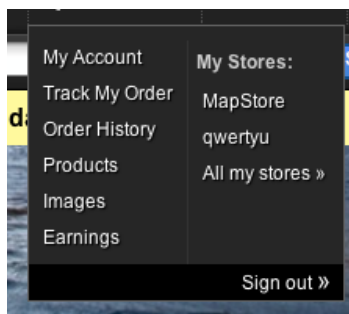 My Account
Track My Order
Order History
Products
Images
Earnings
My Stores:
MapStore
qwertyu
All my stores »
Sign out »